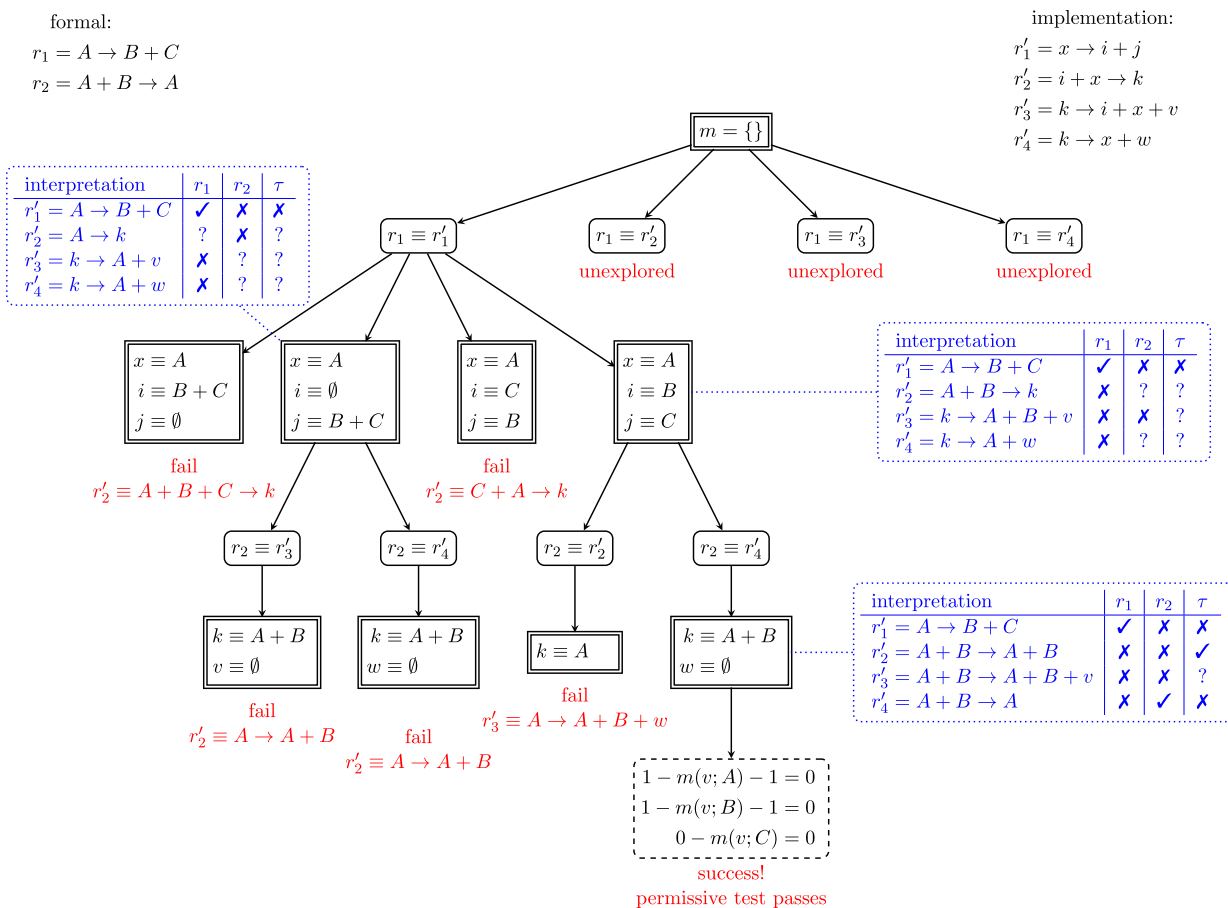 formal:
r₁ = A → B + C
r₂ = A + B → A
implementation:
r′₁ = x → i + j
r′₂ = i + x → k
r′₃ = k → i + x + v
r′₄ = k → x + w
m = {}
interpretation r₁ r₂ τ
r′₁ = A → B + C ✓ ✗ ✗
r′₂ = A → k ? ✗ ?
r′₃ = k → A + v ✗ ? ?
r′₄ = k → A + w ✗ ? ?
r₁ ≡ r′₁
r₁ ≡ r′₂
r₁ ≡ r′₃
r₁ ≡ r′₄
unexplored
unexplored
unexplored
x ≡ A
i ≡ B + C
j ≡ ∅
x ≡ A
i ≡ ∅
j ≡ B + C
x ≡ A
i ≡ C
j ≡ B
x ≡ A
i ≡ B
j ≡ C
interpretation r₁ r₂ τ
r′₁ = A → B + C ✓ ✗ ✗
r′₂ = A + B → k ✗ ? ?
r′₃ = k → A + B + v ✗ ✗ ?
r′₄ = k → A + w ✗ ? ?
fail
r′₂ ≡ A + B + C → k
fail
r′₂ ≡ C + A → k
r₂ ≡ r′₃
r₂ ≡ r′₄
r₂ ≡ r′₂
r₂ ≡ r′₄
k ≡ A + B
v ≡ ∅
k ≡ A + B
w ≡ ∅
k ≡ A
k ≡ A + B
w ≡ ∅
interpretation r₁ r₂ τ
r′₁ = A → B + C ✓ ✗ ✗
r′₂ = A + B → A + B ✗ ✗ ✓
r′₃ = A + B → A + B + v ✗ ✗ ?
r′₄ = A + B → A ✗ ✓ ✗
fail
r′₂ ≡ A → A + B
fail
r′₂ ≡ A → A + B
fail
r′₃ ≡ A → A + B + w
1 − m(v; A) − 1 = 0
1 − m(v; B) − 1 = 0
0 − m(v; C) = 0
success!
permissive test passes